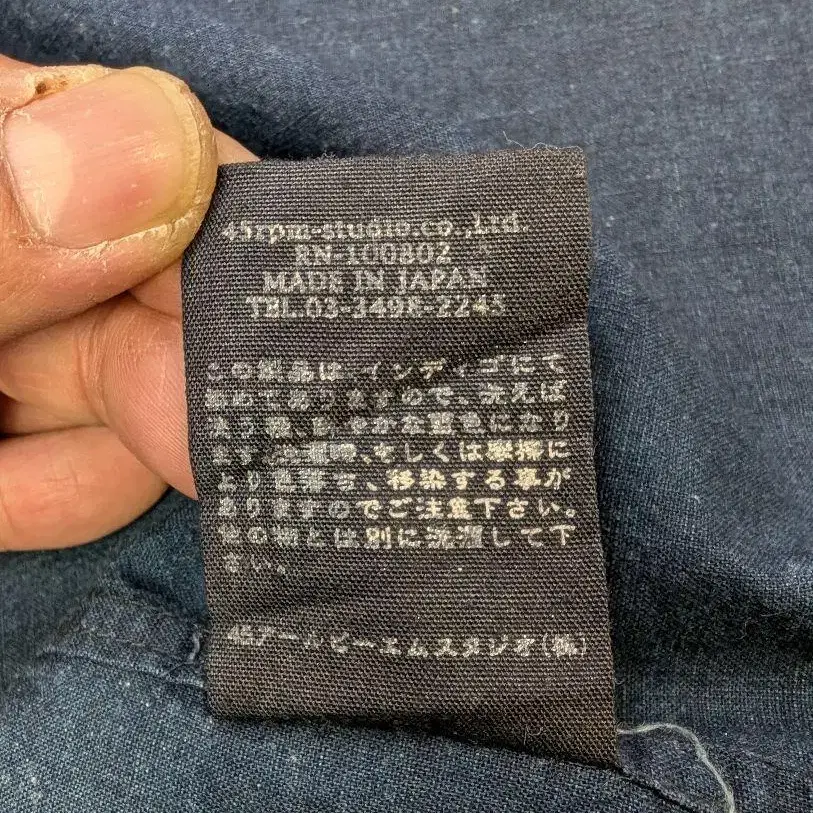 45rpm-studio.co.,Ltd.
RN-100802
MADE IN JAPAN
TEL.03-3498-2245
この製品は インディゴにて
染めてありますので、洗えば
洗う程、 やかな藍色になり
ます 、もしくは摩擦に
より色落ち、移染する事が
ありますのでご注意下さい。
他の物とは別に洗濯して下
さい。
45アールピーエムスタジオ(株)